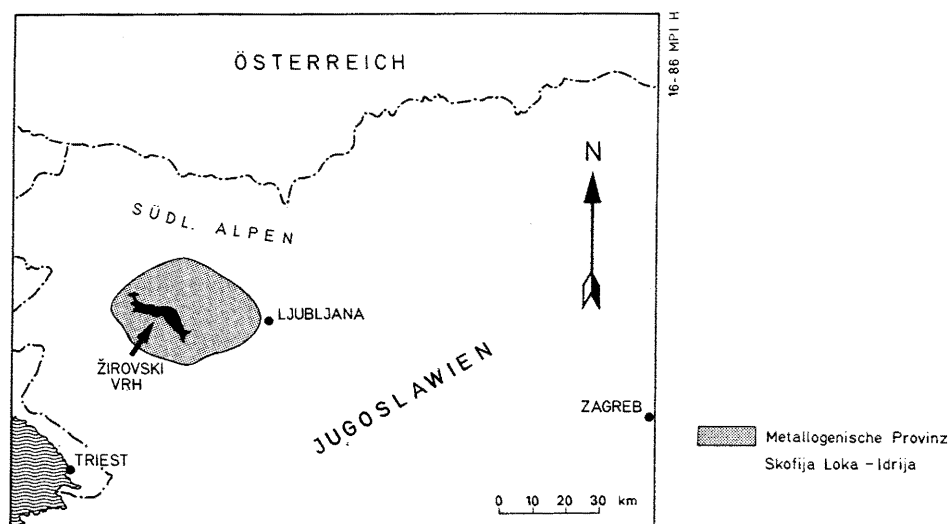 ÖSTERREICH
16-86 MPI H
N
SÜDL. ALPEN
LJUBLJANA
ŽIROVSKI
VRH
JUGOSLAWIEN
ZAGREB
Metallogenische Provinz
Skofija Loka - Idrija
TRIEST
0 10 20 30 km